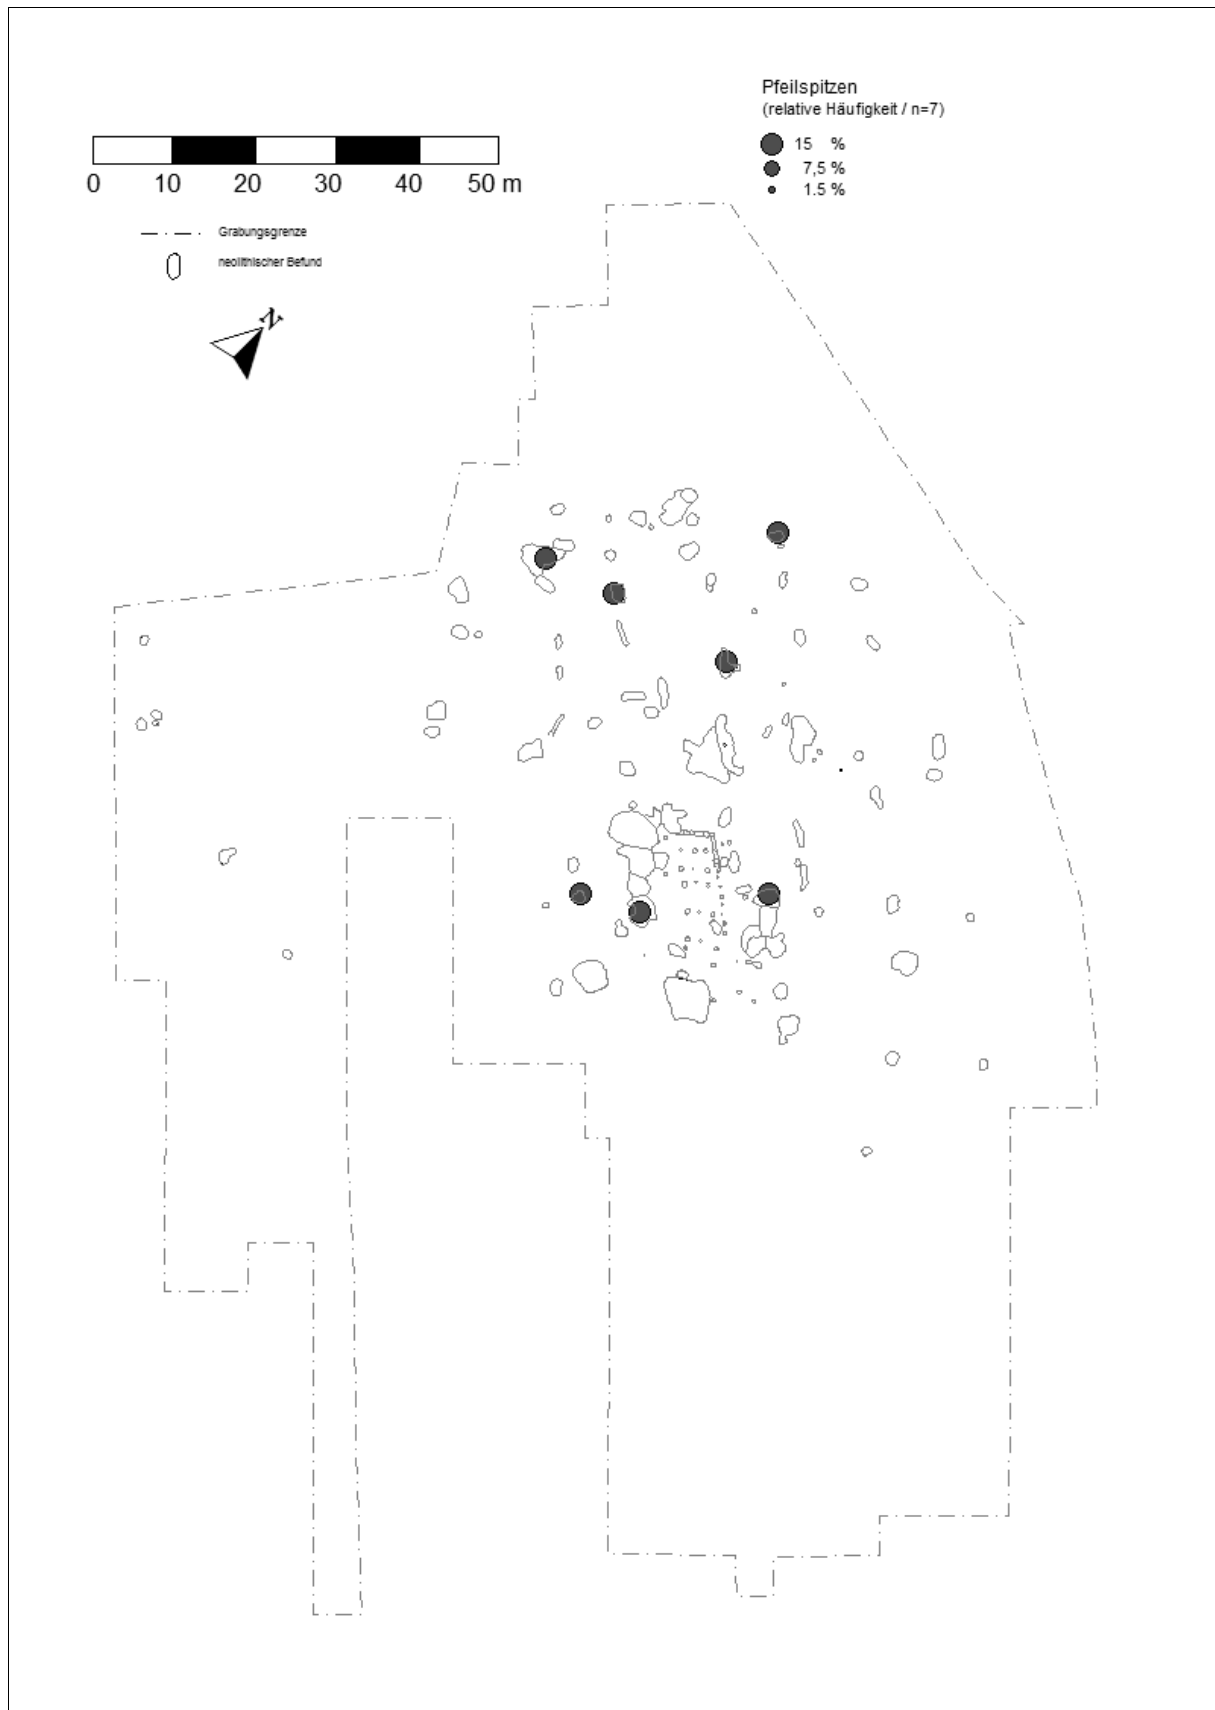 Pfeilspitzen
(relative Häufigkeit / n=7)
15 %
7,5 %
1.5 %
0 10 20 30 40 50 m
Grabungsgrenze
neolithischer Befund
N